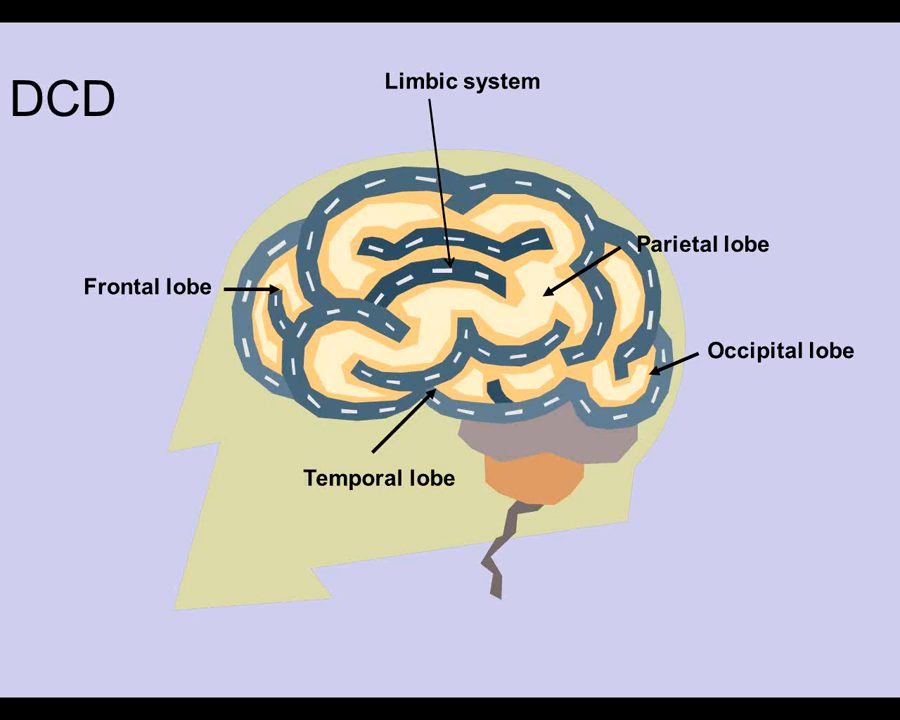 DCD
Limbic system
Parietal lobe
Frontal lobe
Occipital lobe
Temporal lobe